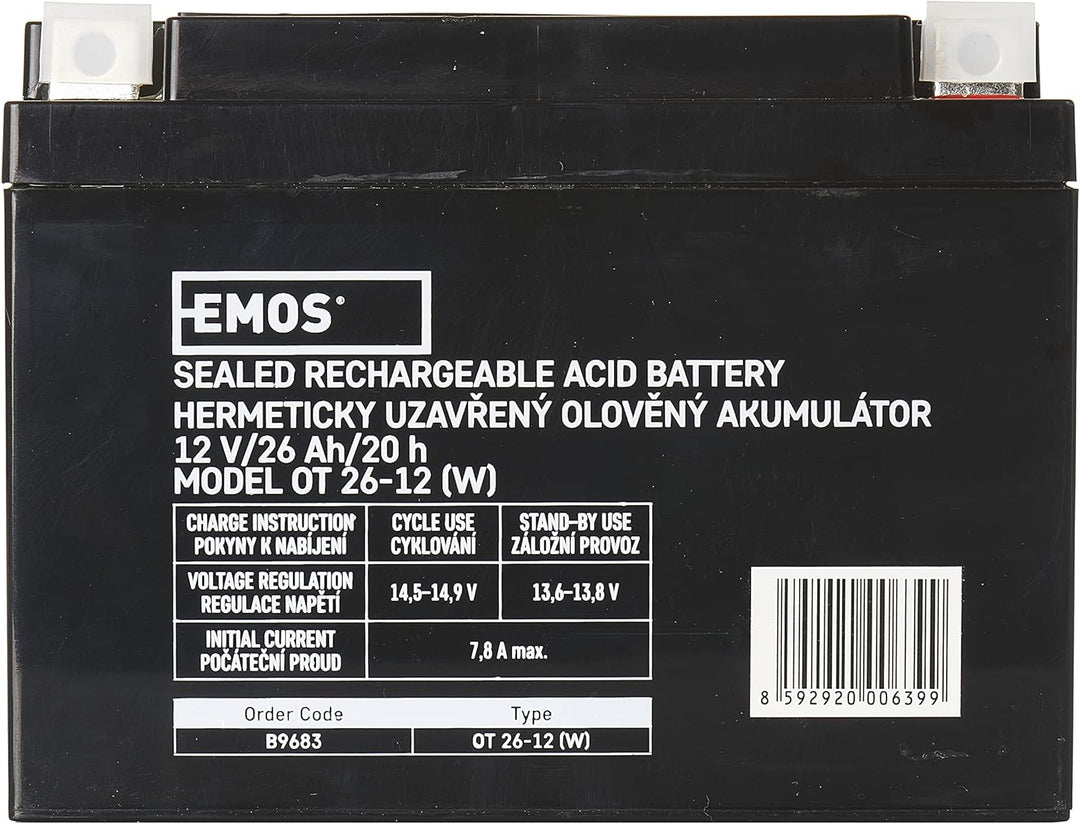 EMOS®
SEALED RECHARGEABLE ACID BATTERY
HERMETICKY UZAVŘENÝ OLOVĚNÝ AKUMULÁTOR
12 V/26 Ah/20 h
MODEL OT 26-12 (W)
CHARGE INSTRUCTION
POKYNY K NABÍJENÍ
CYCLE USE
CYKLOVÁNÍ
STAND-BY USE
ZÁLOŽNÍ PROVOZ
VOLTAGE REGULATION
REGULACE NAPĚTÍ
14,5–14,9 V
13,6–13,8 V
INITIAL CURRENT
POČÁTEČNÍ PROUD
7,8 A max.
Order Code
Type
B9683
OT 26-12 (W)
8 592920 006399